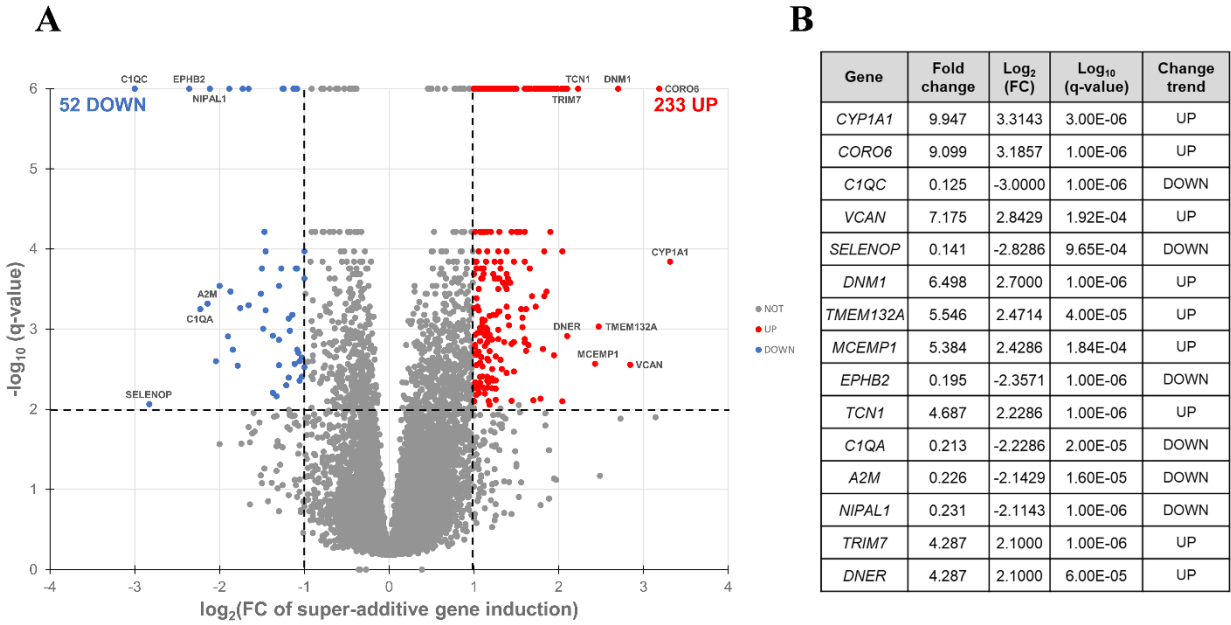 A
B
C1QC
EPHB2
NIPAL1
TCN1
DNM1
TRIM7
CORO6
52 DOWN
233 UP
CYP1A1
A2M
C1QA
DNER
TMEM132A
MCEMP1
VCAN
SELENOP
NOT
UP
DOWN
6
5
4
3
2
1
0
-4
-3
-2
-1
0
1
2
3
4
-log10 (q-value)
log2(FC of super-additive gene induction)
Gene Fold change Log2 (FC) Log10 (q-value) Change trend
CYP1A1 9.947 3.3143 3.00E-06 UP
CORO6 9.099 3.1857 1.00E-06 UP
C1QC 0.125 -3.0000 1.00E-06 DOWN
VCAN 7.175 2.8429 1.92E-04 UP
SELENOP 0.141 -2.8286 9.65E-04 DOWN
DNM1 6.498 2.7000 1.00E-06 UP
TMEM132A 5.546 2.4714 4.00E-05 UP
MCEMP1 5.384 2.4286 1.84E-04 UP
EPHB2 0.195 -2.3571 1.00E-06 DOWN
TCN1 4.687 2.2286 1.00E-06 UP
C1QA 0.213 -2.2286 2.00E-05 DOWN
A2M 0.226 -2.1429 1.60E-05 DOWN
NIPAL1 0.231 -2.1143 1.00E-06 DOWN
TRIM7 4.287 2.1000 1.00E-06 UP
DNER 4.287 2.1000 6.00E-05 UP